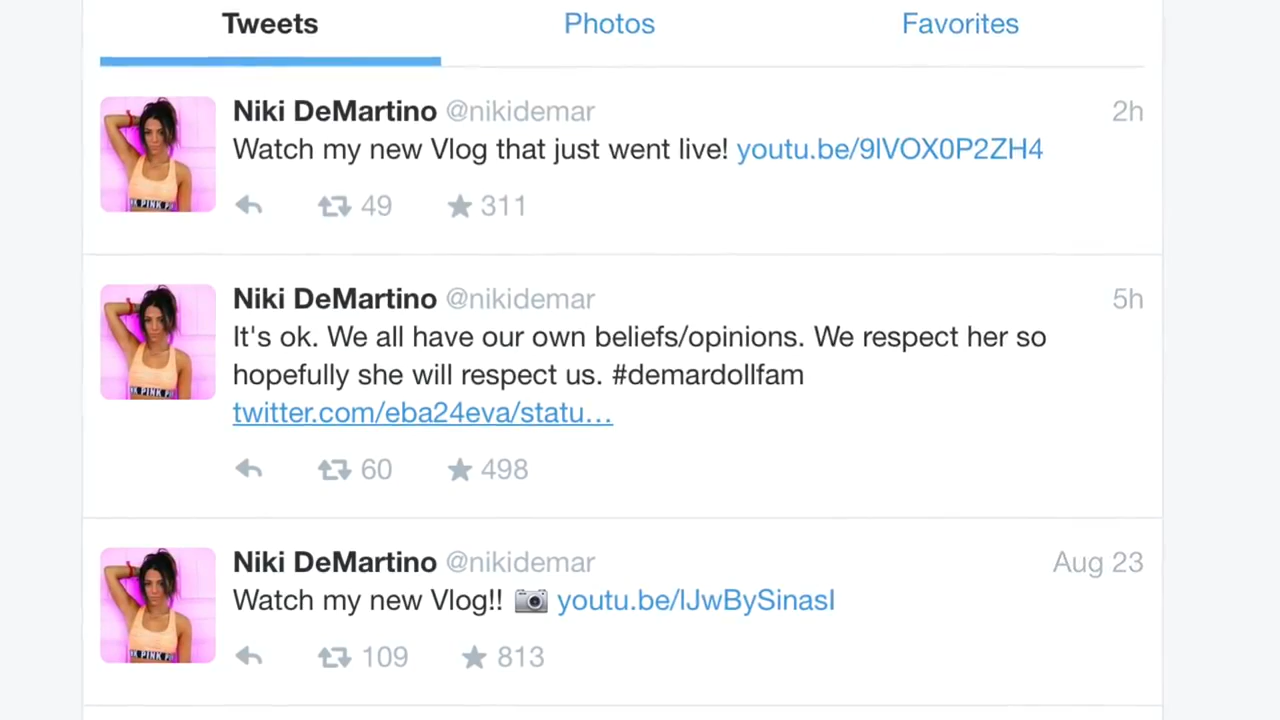 Tweets
Photos
Favorites
Niki DeMartino @nikidemar 2h
Watch my new Vlog that just went live! youtu.be/9lVOX0P2ZH4
49 311
Niki DeMartino @nikidemar 5h
It's ok. We all have our own beliefs/opinions. We respect her so
hopefully she will respect us. #demardollfam
twitter.com/eba24eva/statu…
60 498
Niki DeMartino @nikidemar Aug 23
Watch my new Vlog!! youtu.be/lJwBySinasI
109 813